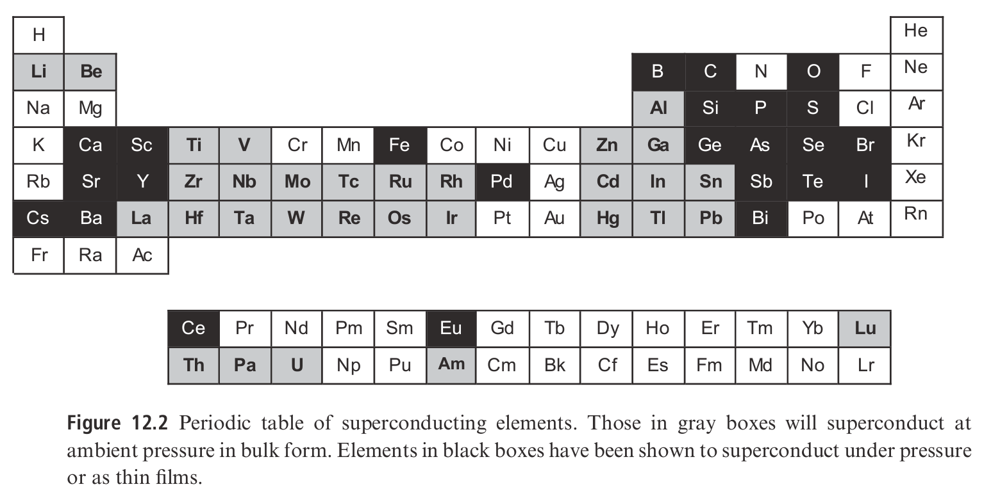 H He
Li Be B C N O F Ne
Na Mg Al Si P S Cl Ar
K Ca Sc Ti V Cr Mn Fe Co Ni Cu Zn Ga Ge As Se Br Kr
Rb Sr Y Zr Nb Mo Tc Ru Rh Pd Ag Cd In Sn Sb Te I Xe
Cs Ba La Hf Ta W Re Os Ir Pt Au Hg Tl Pb Bi Po At Rn
Fr Ra Ac
Ce Pr Nd Pm Sm Eu Gd Tb Dy Ho Er Tm Yb Lu
Th Pa U Np Pu Am Cm Bk Cf Es Fm Md No Lr
Figure 12.2 Periodic table of superconducting elements. Those in gray boxes will superconduct at
ambient pressure in bulk form. Elements in black boxes have been shown to superconduct under pressure
or as thin films.